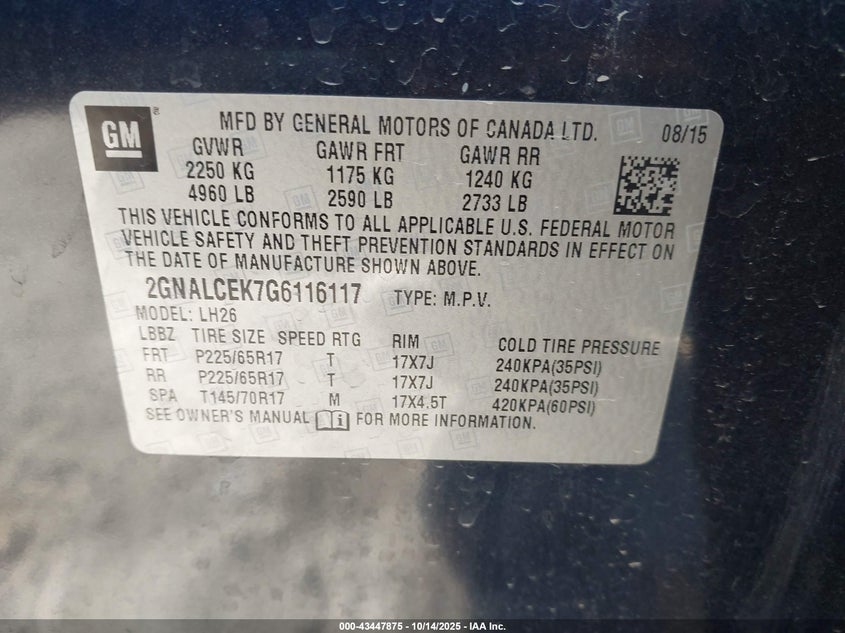 GM
MFD BY GENERAL MOTORS OF CANADA LTD. 08/15
GVWR GAWR FRT GAWR RR
2250 KG 1175 KG 1240 KG
4960 LB 2590 LB 2733 LB
THIS VEHICLE CONFORMS TO ALL APPLICABLE U.S. FEDERAL MOTOR
VEHICLE SAFETY AND THEFT PREVENTION STANDARDS IN EFFECT ON
THE DATE OF MANUFACTURE SHOWN ABOVE.
2GNALCEK7G6116117 TYPE: M.P.V.
MODEL: LH26
LBBZ TIRE SIZE SPEED RTG RIM COLD TIRE PRESSURE
FRT P225/65R17 T 17X7J 240KPA(35PSI)
RR P225/65R17 T 17X7J 240KPA(35PSI)
SPA T145/70R17 M 17X4.5T 420KPA(60PSI)
SEE OWNER'S MANUAL FOR MORE INFORMATION.
000-43447875 - 10/14/2025 - IAA Inc.